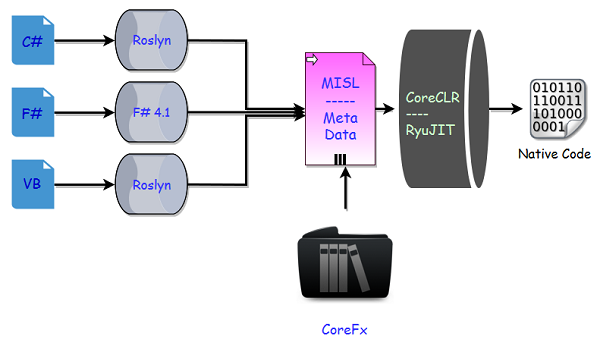 C#
Roslyn
F#
F# 4.1
VB
Roslyn
MISL
-----
Meta
Data
CoreCLR
----
RyuJIT
010110
110011
101000
0001
Native Code
CoreFx